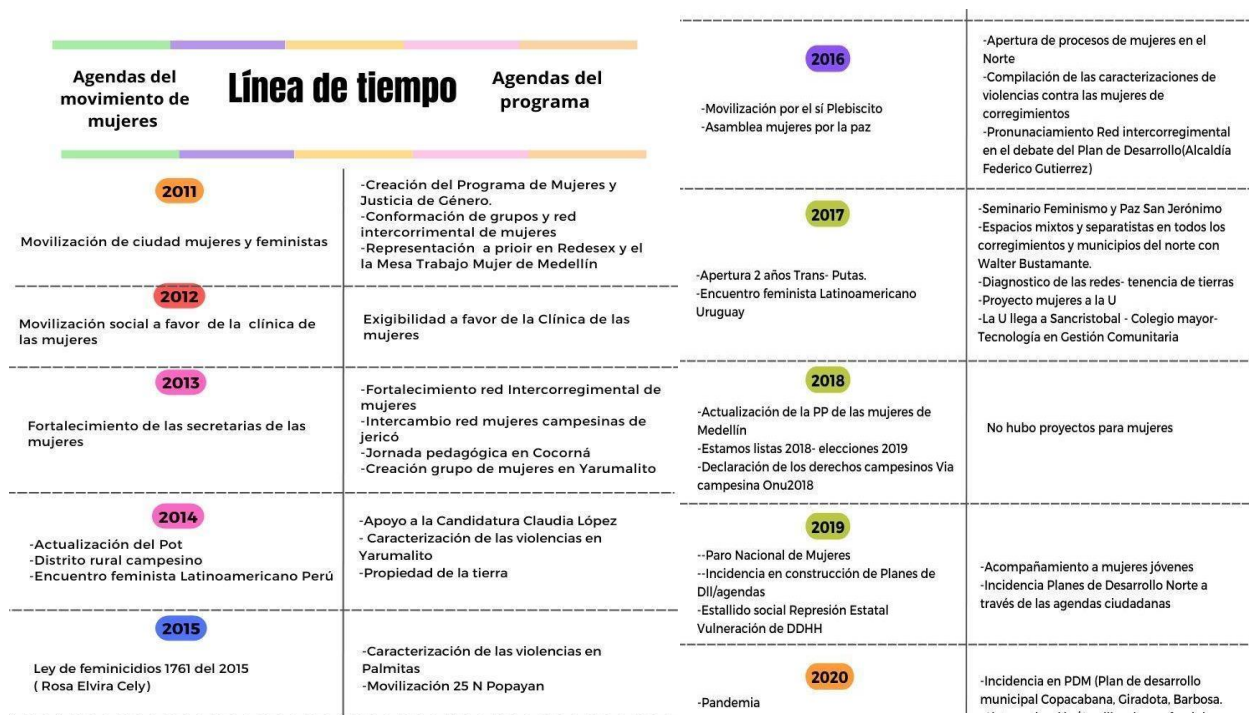 Agendas del
movimiento de
mujeres
Línea de tiempo
Agendas del
programa
2011
Movilización de ciudad mujeres y feministas
-Creación del Programa de Mujeres y
Justicia de Género.
-Conformación de grupos y red
intercorrimental de mujeres
-Representación a prioir en Redesex y el
la Mesa Trabajo Mujer de Medellín
2012
Movilización social a favor de la clínica de
las mujeres
Exigibilidad a favor de la Clínica de las
mujeres
2013
Fortalecimiento de las secretarias de las
mujeres
-Fortalecimiento red Intercorregimental de
mujeres
-Intercambio red mujeres campesinas de
jericó
-Jornada pedagógica en Cocorná
-Creación grupo de mujeres en Yarumalito
2014
-Actualización del Pot
-Distrito rural campesino
-Encuentro feminista Latinoamericano Perú
-Apoyo a la Candidatura Claudia López
- Caracterización de las violencias en
Yarumalito
-Propiedad de la tierra
2015
Ley de feminicidios 1761 del 2015
( Rosa Elvira Cely)
-Caracterización de las violencias en
Palmitas
-Movilización 25 N Popayan
2016
-Movilización por el sí Plebiscito
-Asamblea mujeres por la paz
-Apertura de procesos de mujeres en el
Norte
-Compilación de las caracterizaciones de
violencias contra las mujeres de
corregimientos
-Pronunaciamiento Red intercorregimental
en el debate del Plan de Desarrollo(Alcaldía
Federico Gutierrez)
2017
-Apertura 2 años Trans- Putas.
-Encuentro feminista Latinoamericano
Uruguay
-Seminario Feminismo y Paz San Jerónimo
-Espacios mixtos y separatistas en todos los
corregimientos y municipios del norte con
Walter Bustamante.
-Diagnostico de las redes- tenencia de tierras
-Proyecto mujeres a la U
-La U llega a Sancristobal - Colegio mayor-
Tecnología en Gestión Comunitaria
2018
-Actualización de la PP de las mujeres de
Medellín
-Estamos listas 2018- elecciones 2019
-Declaración de los derechos campesinos Via
campesina Onu2018
No hubo proyectos para mujeres
2019
--Paro Nacional de Mujeres
--Incidencia en construcción de Planes de
Dll/agendas
-Estallido social Represión Estatal
Vulneración de DDHH
-Acompañamiento a mujeres jóvenes
-Incidencia Planes de Desarrollo Norte a
través de las agendas ciudadanas
2020
-Pandemia
-Incidencia en PDM (Plan de desarrollo
municipal Copacabana, Giradota, Barbosa.